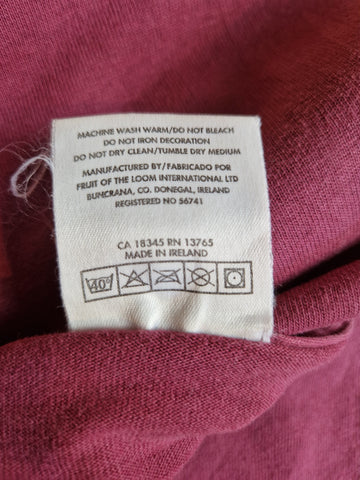 MACHINE WASH WARM/DO NOT BLEACH
DO NOT IRON DECORATION
DO NOT DRY CLEAN/TUMBLE DRY MEDIUM
MANUFACTURED BY/FABRICADO POR
FRUIT OF THE LOOM INTERNATIONAL LTD
BUNCRANA, CO. DONEGAL, IRELAND
REGISTERED NO 56741
CA 18345 RN 13765
MADE IN IRELAND
40°